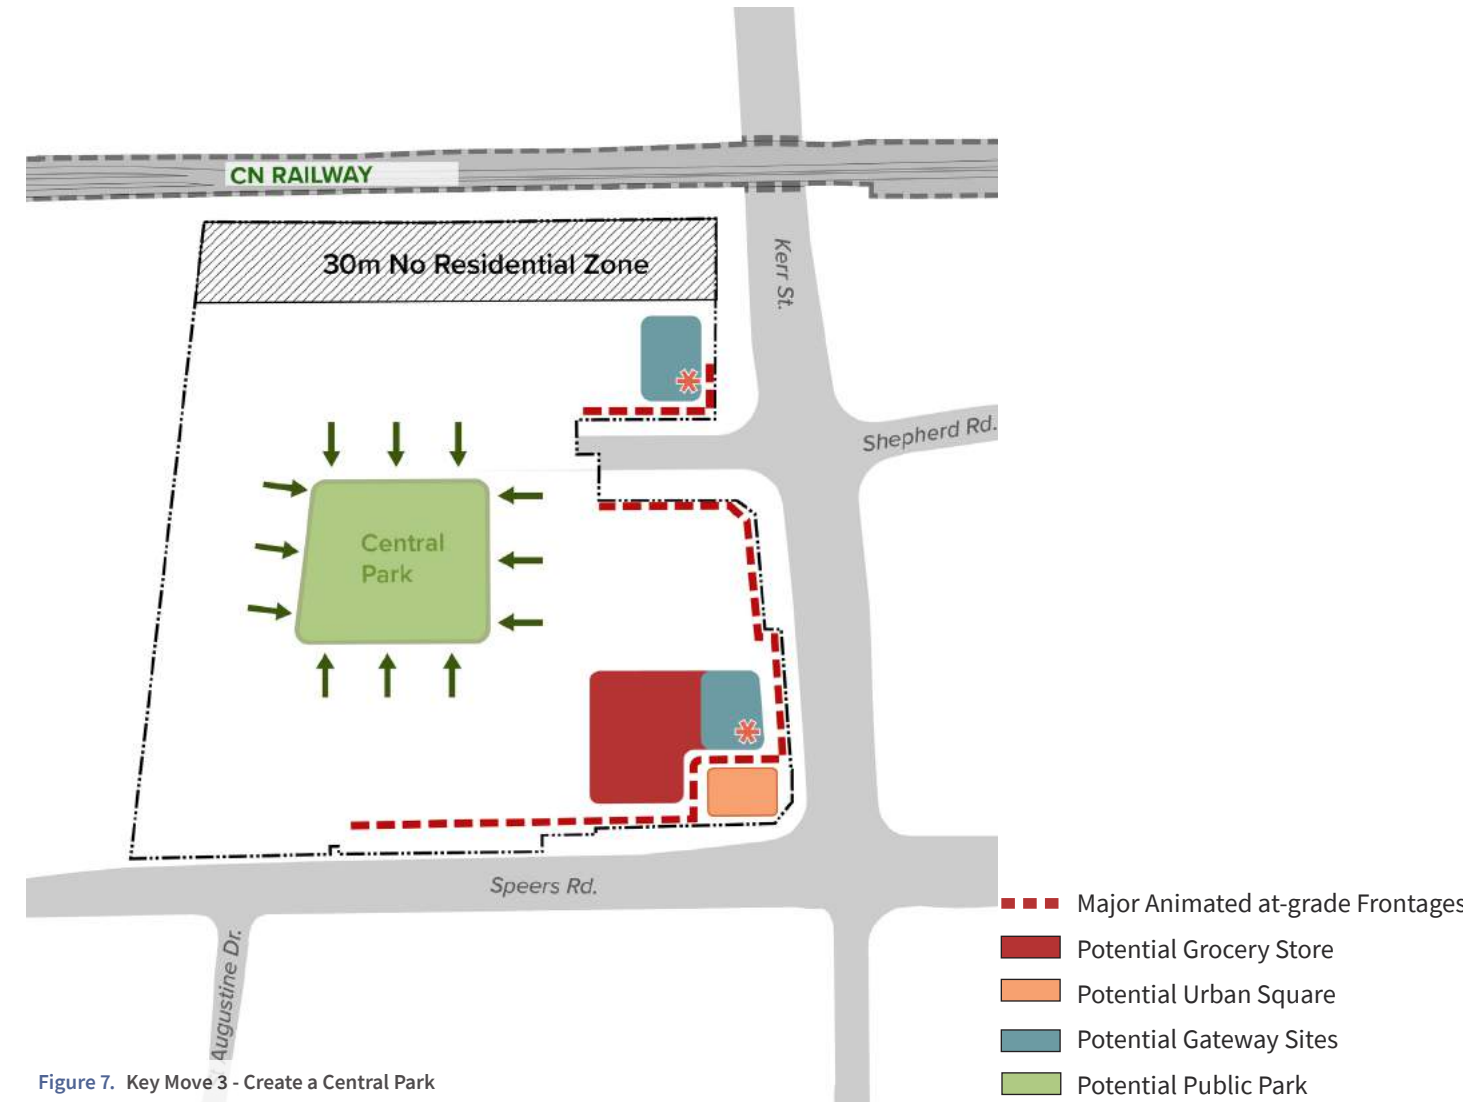 CN RAILWAY
30m No Residential Zone
Kerr St.
Shepherd Rd.
Central
Park
Speers Rd.
Augustine Dr.
Major Animated at-grade Frontages
Potential Grocery Store
Potential Urban Square
Potential Gateway Sites
Potential Public Park
Figure 7. Key Move 3 - Create a Central Park